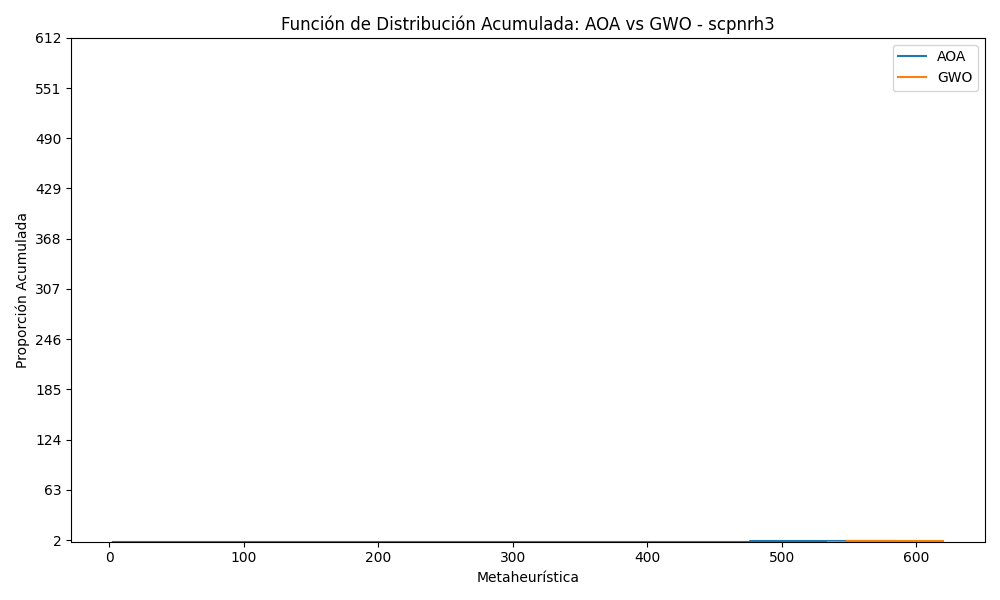 Función de Distribución Acumulada: AOA vs GWO - scpnrh3
AOA
GWO
Proporción Acumulada
612
551
490
429
368
307
246
185
124
63
2
0 100 200 300 400 500 600
Metaheurística